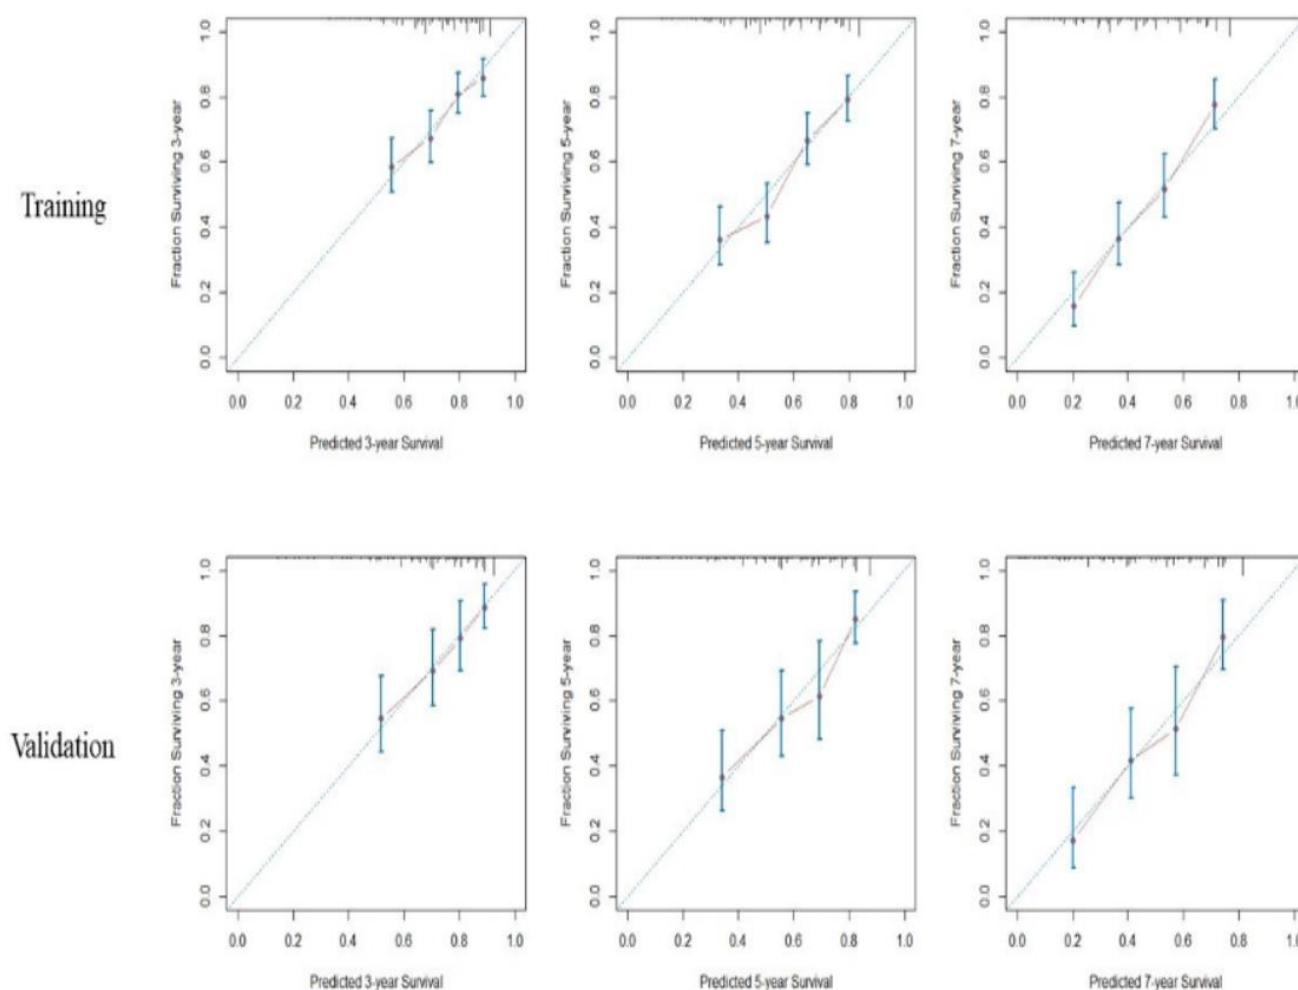 Training
Fraction Surviving 3-year
0.0 0.2 0.4 0.6 0.8 1.0
0.0 0.2 0.4 0.6 0.8 1.0
Predicted 3-year Survival
Fraction Surviving 5-year
0.0 0.2 0.4 0.6 0.8 1.0
0.0 0.2 0.4 0.6 0.8 1.0
Predicted 5-year Survival
Fraction Surviving 7-year
0.0 0.2 0.4 0.6 0.8 1.0
0.0 0.2 0.4 0.6 0.8 1.0
Predicted 7-year Survival
Validation
Fraction Surviving 3-year
0.0 0.2 0.4 0.6 0.8 1.0
0.0 0.2 0.4 0.6 0.8 1.0
Predicted 3-year Survival
Fraction Surviving 5-year
0.0 0.2 0.4 0.6 0.8 1.0
0.0 0.2 0.4 0.6 0.8 1.0
Predicted 5-year Survival
Fraction Surviving 7-year
0.0 0.2 0.4 0.6 0.8 1.0
0.0 0.2 0.4 0.6 0.8 1.0
Predicted 7-year Survival